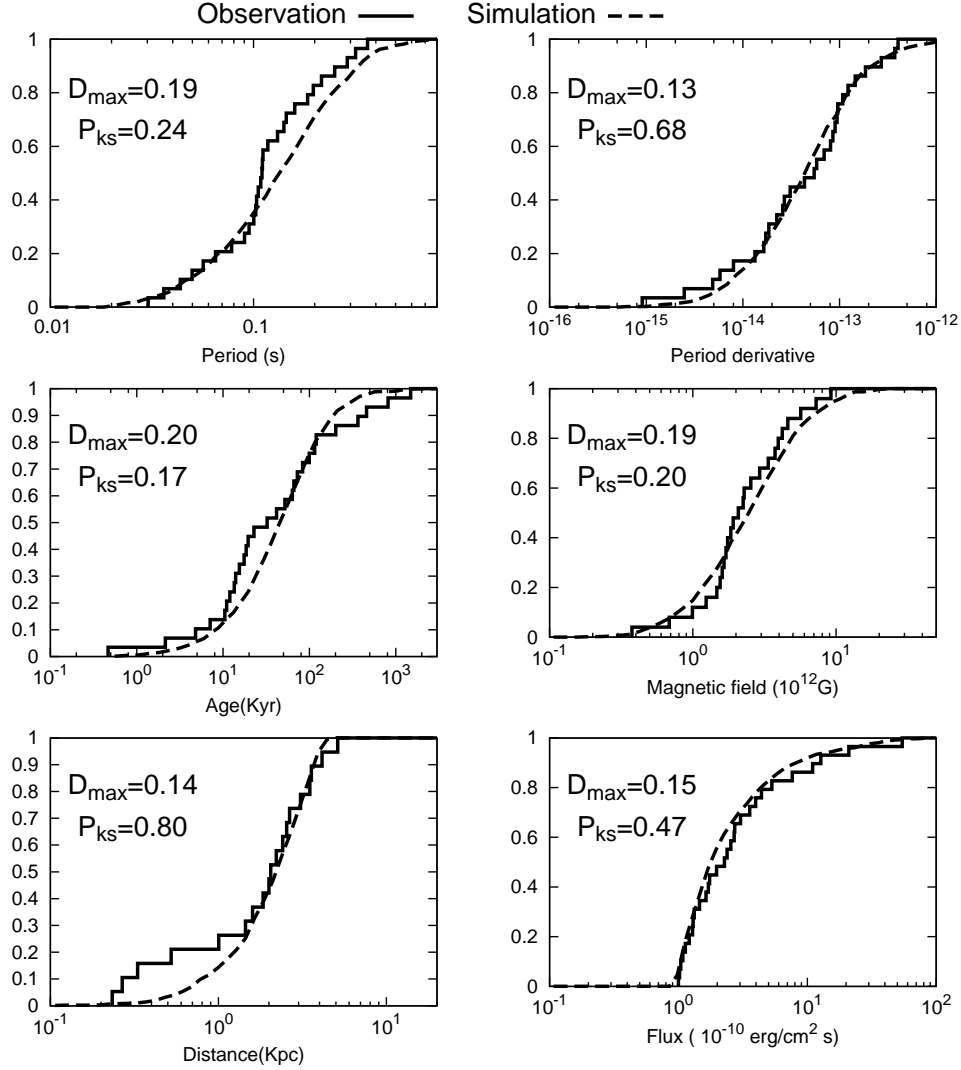 Observation Simulation
1
0.8
0.6
0.4
0.2
0
0.01 0.1
Period (s)
D_max=0.19
P_ks=0.24
1
0.8
0.6
0.4
0.2
0
10^-16 10^-15 10^-14 10^-13 10^-12
Period derivative
D_max=0.13
P_ks=0.68
1
0.9
0.8
0.7
0.6
0.5
0.4
0.3
0.2
0.1
0
10^-1 10^0 10^1 10^2 10^3
Age(Kyr)
D_max=0.20
P_ks=0.17
1
0.8
0.6
0.4
0.2
0
10^-1 10^0 10^1
Magnetic field (10^12G)
D_max=0.19
P_ks=0.20
1
0.9
0.8
0.7
0.6
0.5
0.4
0.3
0.2
0.1
0
10^-1 10^0 10^1
Distance(Kpc)
D_max=0.14
P_ks=0.80
1
0.8
0.6
0.4
0.2
0
10^-1 10^0 10^1 10^2
Flux ( 10^-10 erg/cm^2 s)
D_max=0.15
P_ks=0.47